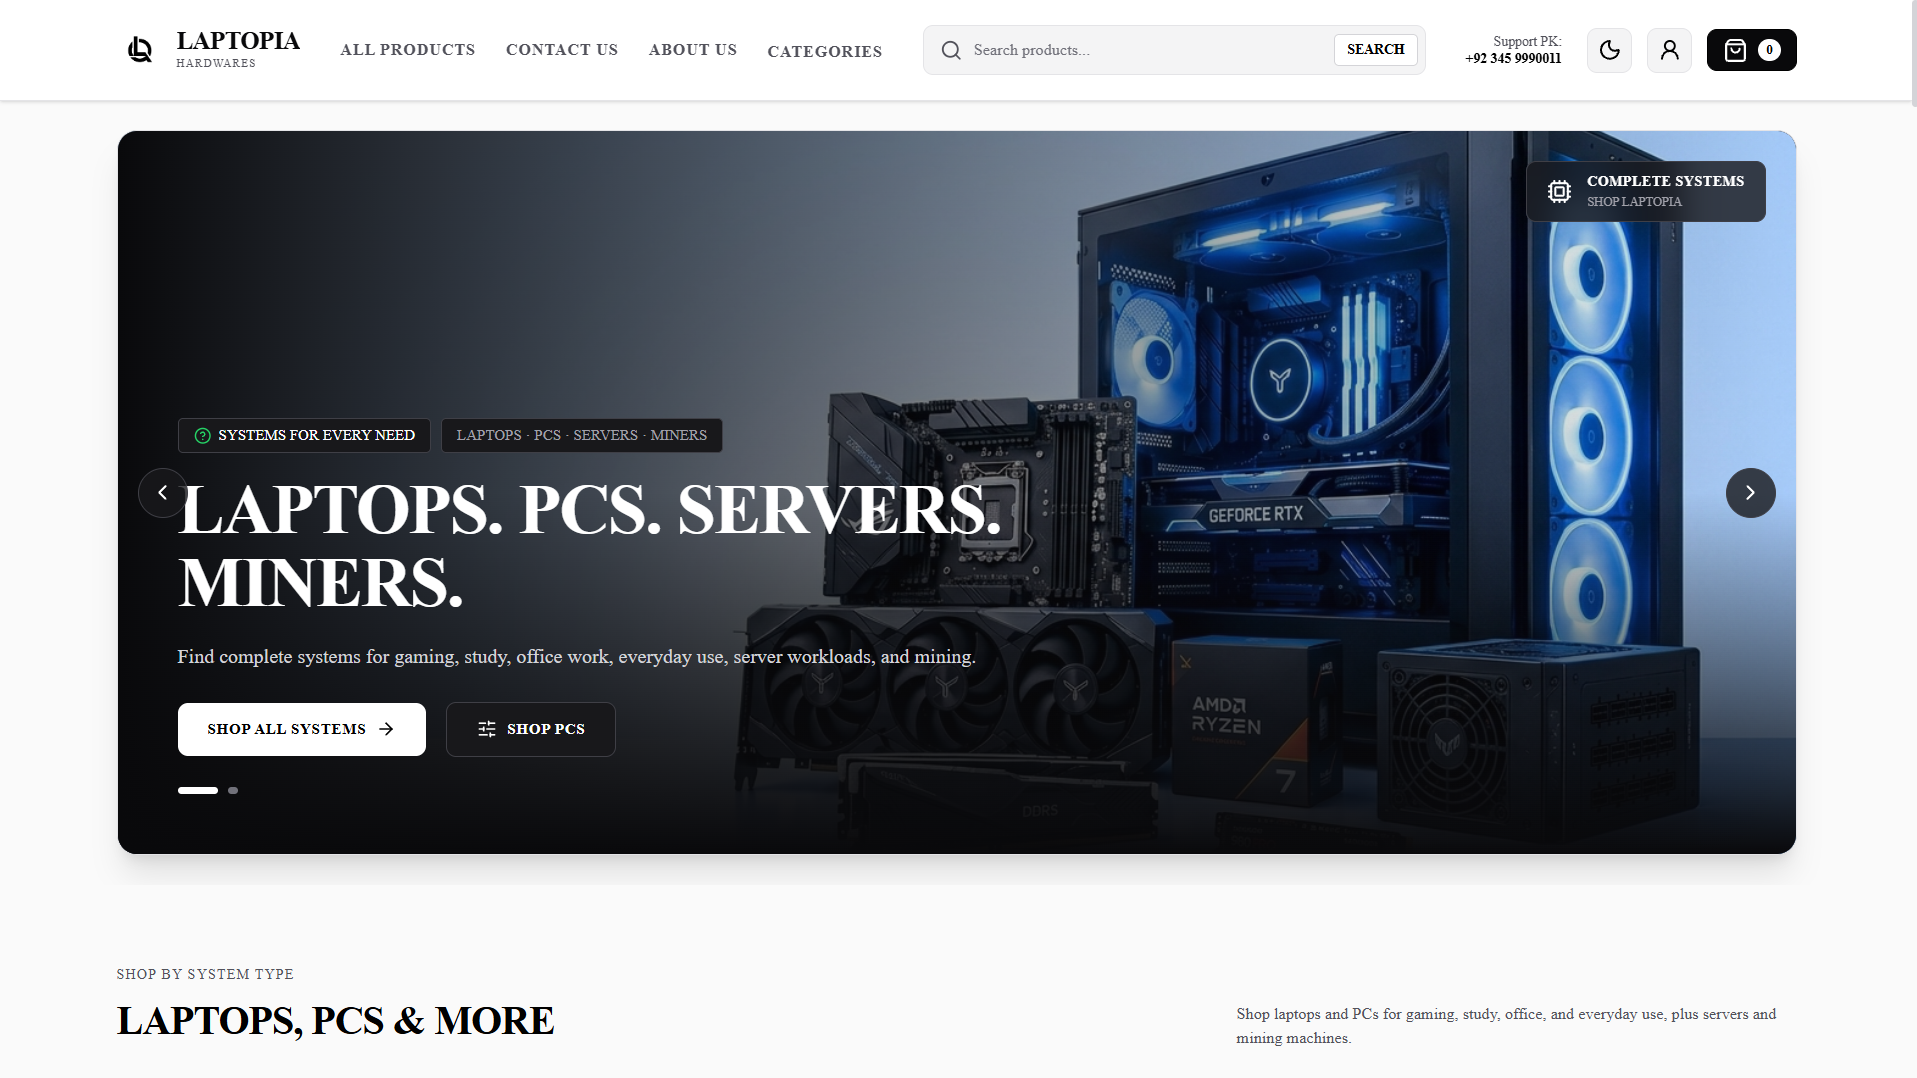 LAPTOPIA
HARDWARES
ALL PRODUCTS
CONTACT US
ABOUT US
CATEGORIES
Search products...
SEARCH
Support PK:
+92 345 9990011
0
COMPLETE SYSTEMS
SHOP LAPTOPIA
GEFORCE RTX
SYSTEMS FOR EVERY NEED
LAPTOPS · PCS · SERVERS · MINERS
LAPTOPS. PCS. SERVERS.
MINERS.
Find complete systems for gaming, study, office work, everyday use, server workloads, and mining.
SHOP ALL SYSTEMS
SHOP PCS
AMD
RYZEN
7
DDR5
SHOP BY SYSTEM TYPE
LAPTOPS, PCS & MORE
Shop laptops and PCs for gaming, study, office, and everyday use, plus servers and
mining machines.